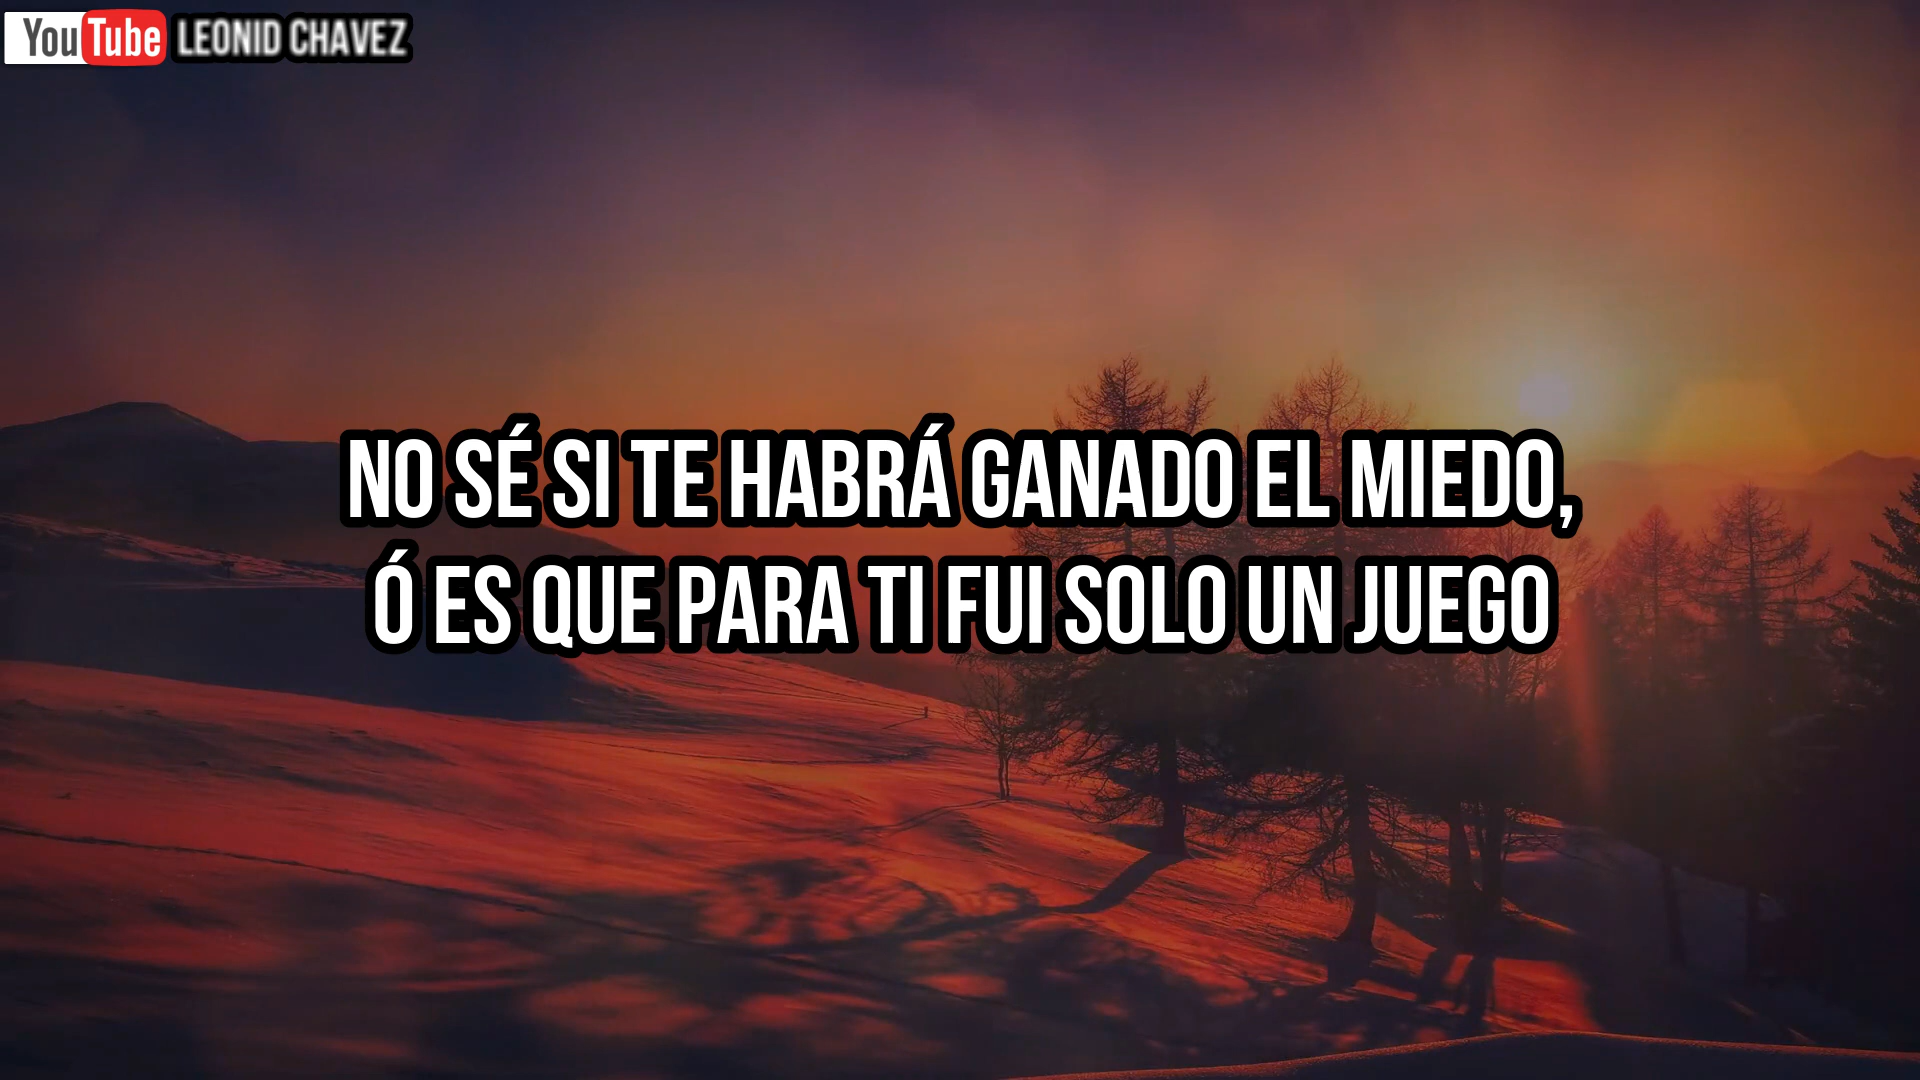 YouTube LEONID CHAVEZ
NO SÉ SI TE HABRÁ GANADO EL MIEDO,
Ó ES QUE PARA TI FUI SOLO UN JUEGO